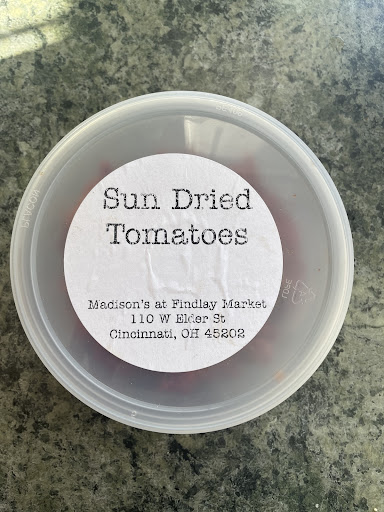 Sun Dried
Tomatoes
Madison's at Findlay Market
110 W Elder St
Cincinnati, OH 45202